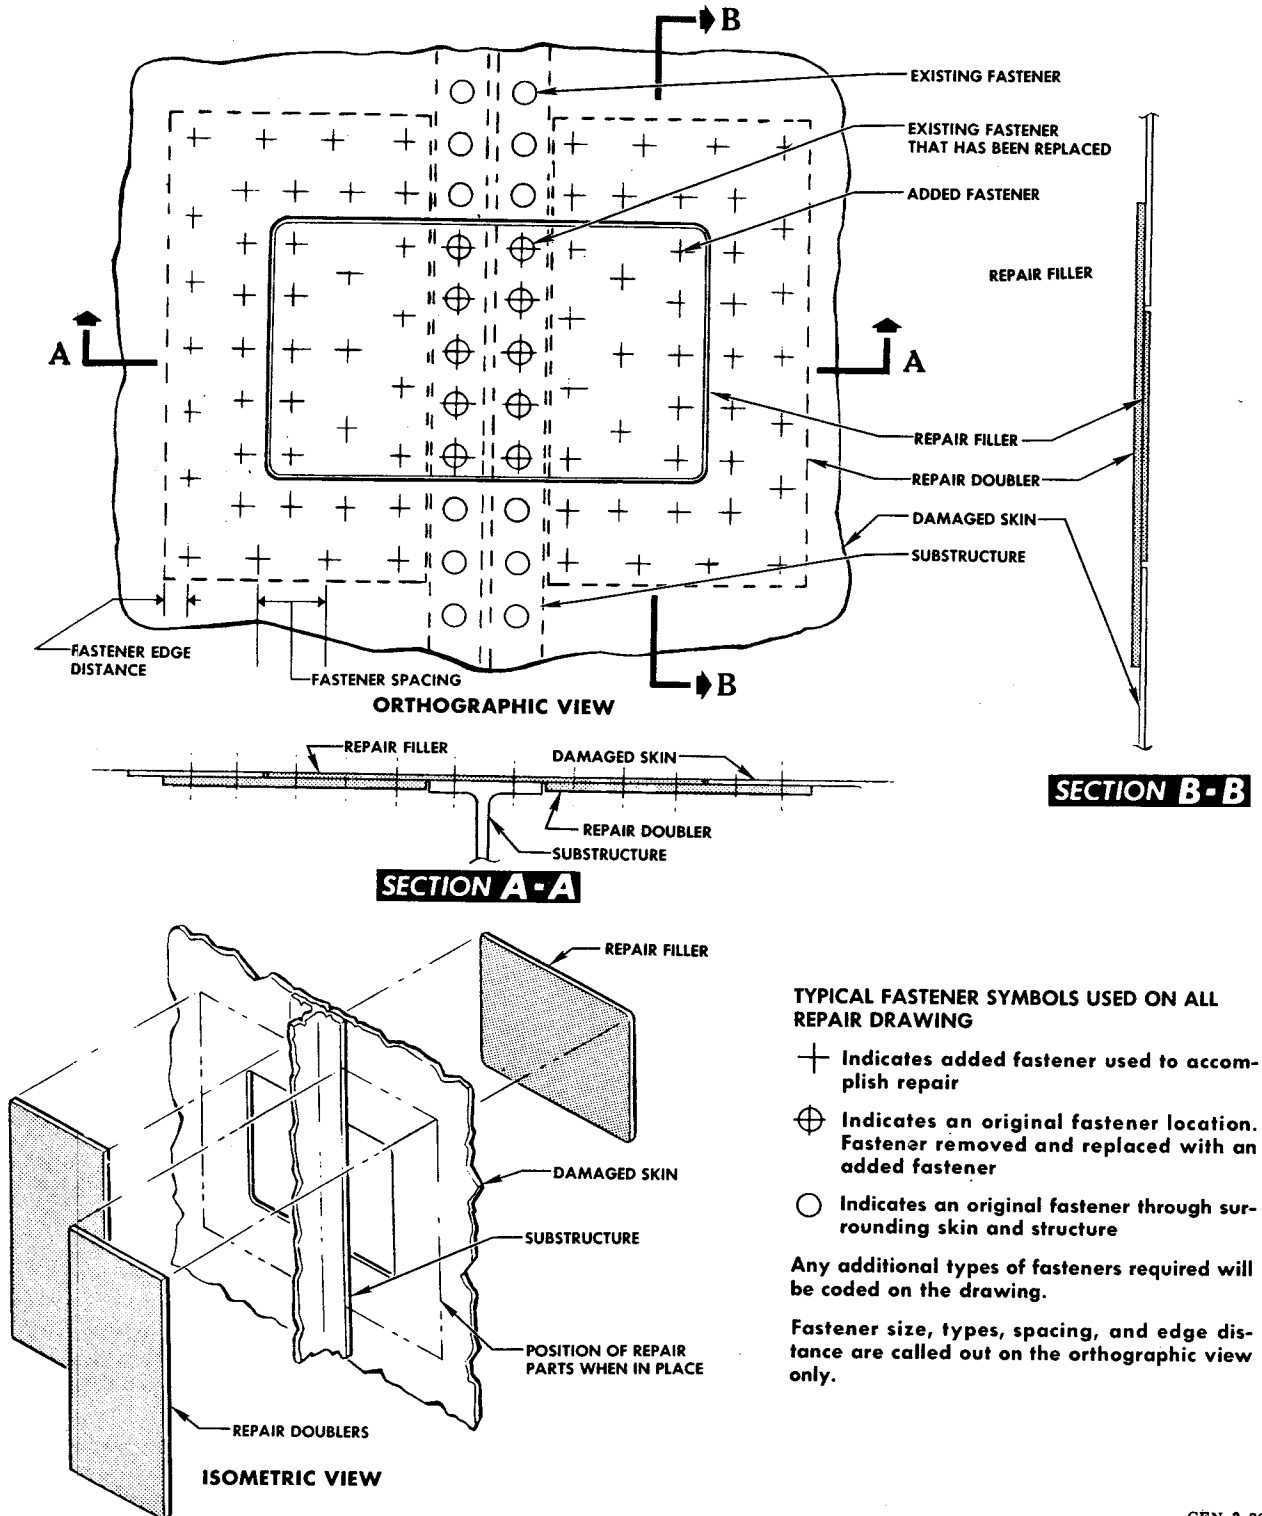 B
EXISTING FASTENER
EXISTING FASTENER
THAT HAS BEEN REPLACED
ADDED FASTENER
REPAIR FILLER
A
A
REPAIR FILLER
REPAIR DOUBLER
DAMAGED SKIN
SUBSTRUCTURE
FASTENER EDGE
DISTANCE
FASTENER SPACING
B
ORTHOGRAPHIC VIEW
REPAIR FILLER
DAMAGED SKIN
REPAIR DOUBLER
SUBSTRUCTURE
SECTION A-A
SECTION B-B
REPAIR FILLER
DAMAGED SKIN
SUBSTRUCTURE
POSITION OF REPAIR
PARTS WHEN IN PLACE
REPAIR DOUBLERS
ISOMETRIC VIEW
TYPICAL FASTENER SYMBOLS USED ON ALL
REPAIR DRAWING
Indicates added fastener used to accom-
plish repair
Indicates an original fastener location.
Fastener removed and replaced with an
added fastener
Indicates an original fastener through sur-
rounding skin and structure
Any additional types of fasteners required will
be coded on the drawing.
Fastener size, types, spacing, and edge dis-
tance are called out on the orthographic view
only.